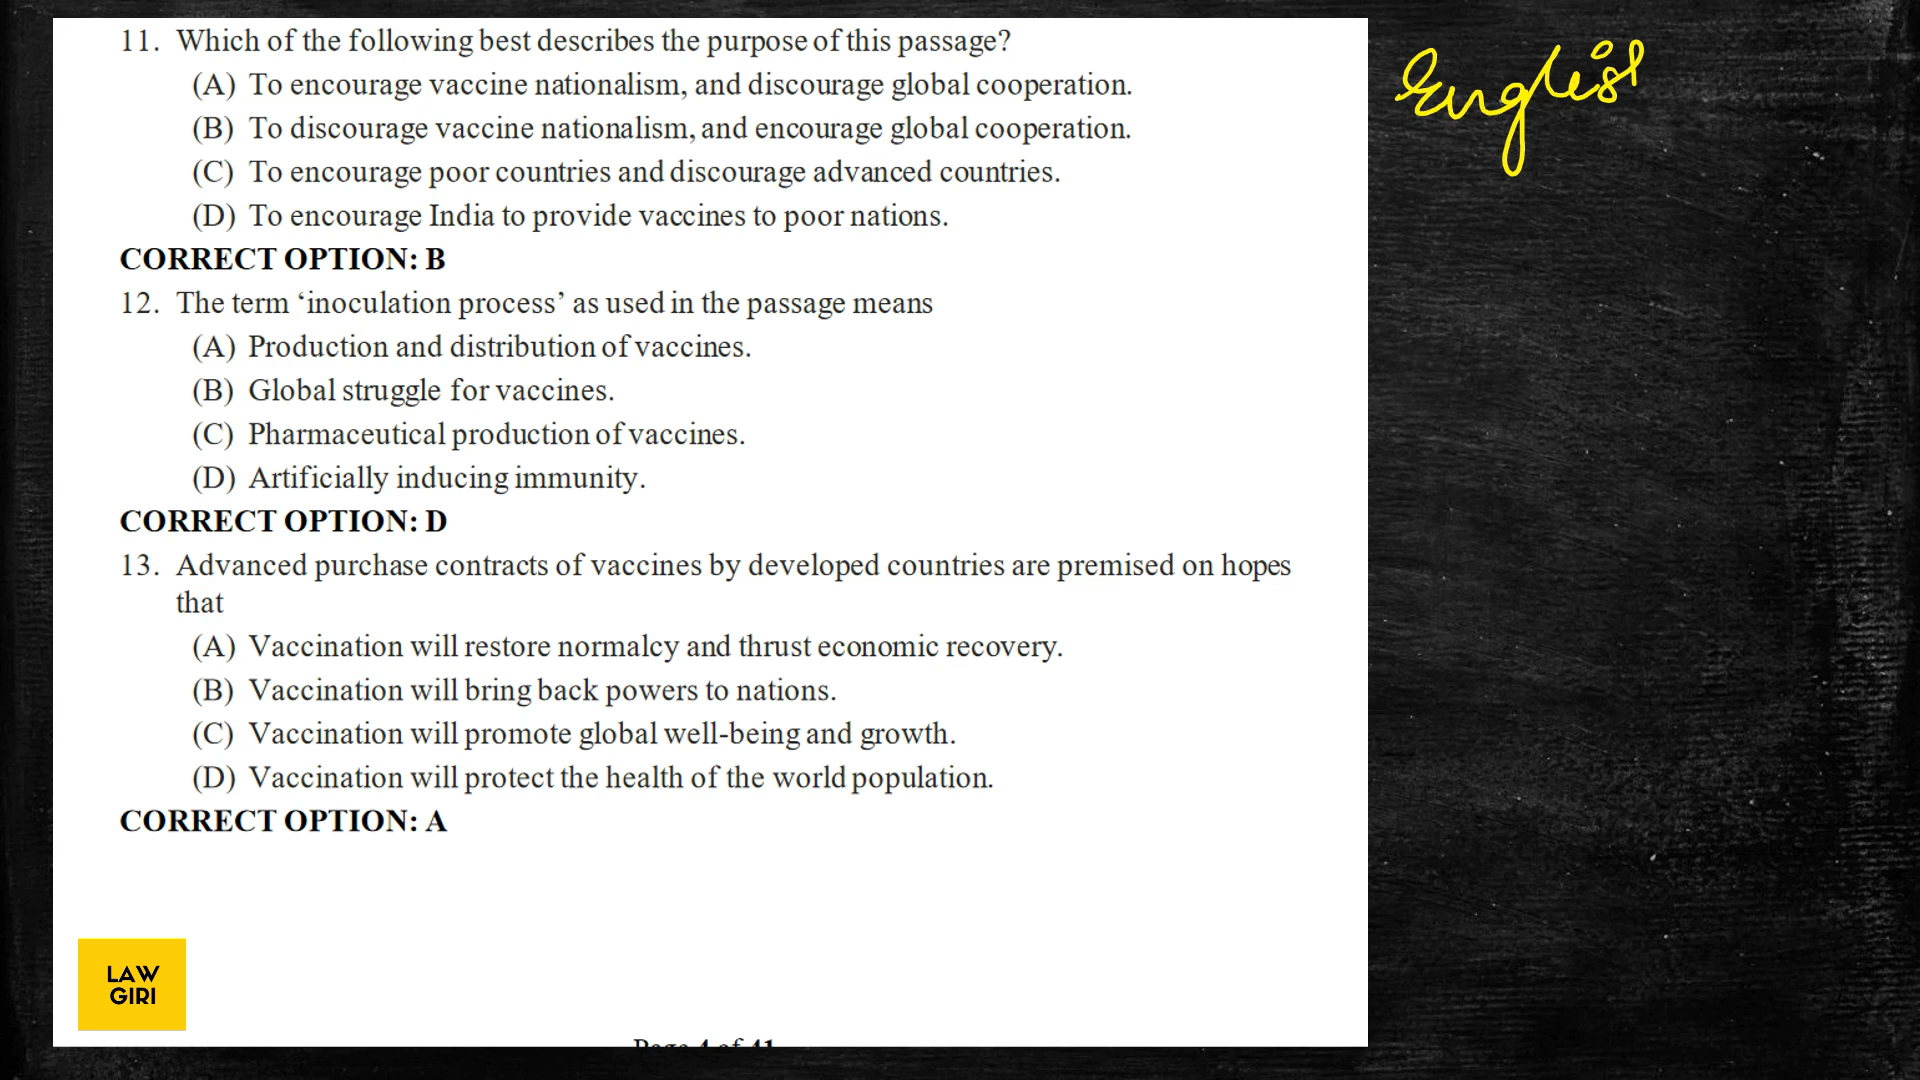 11. Which of the following best describes the purpose of this passage?
(A) To encourage vaccine nationalism, and discourage global cooperation.
(B) To discourage vaccine nationalism, and encourage global cooperation.
(C) To encourage poor countries and discourage advanced countries.
(D) To encourage India to provide vaccines to poor nations.
CORRECT OPTION: B
12. The term ‘inoculation process’ as used in the passage means
(A) Production and distribution of vaccines.
(B) Global struggle for vaccines.
(C) Pharmaceutical production of vaccines.
(D) Artificially inducing immunity.
CORRECT OPTION: D
13. Advanced purchase contracts of vaccines by developed countries are premised on hopes
that
(A) Vaccination will restore normalcy and thrust economic recovery.
(B) Vaccination will bring back powers to nations.
(C) Vaccination will promote global well-being and growth.
(D) Vaccination will protect the health of the world population.
CORRECT OPTION: A
LAW
GIRI
Page 4 of 41
English